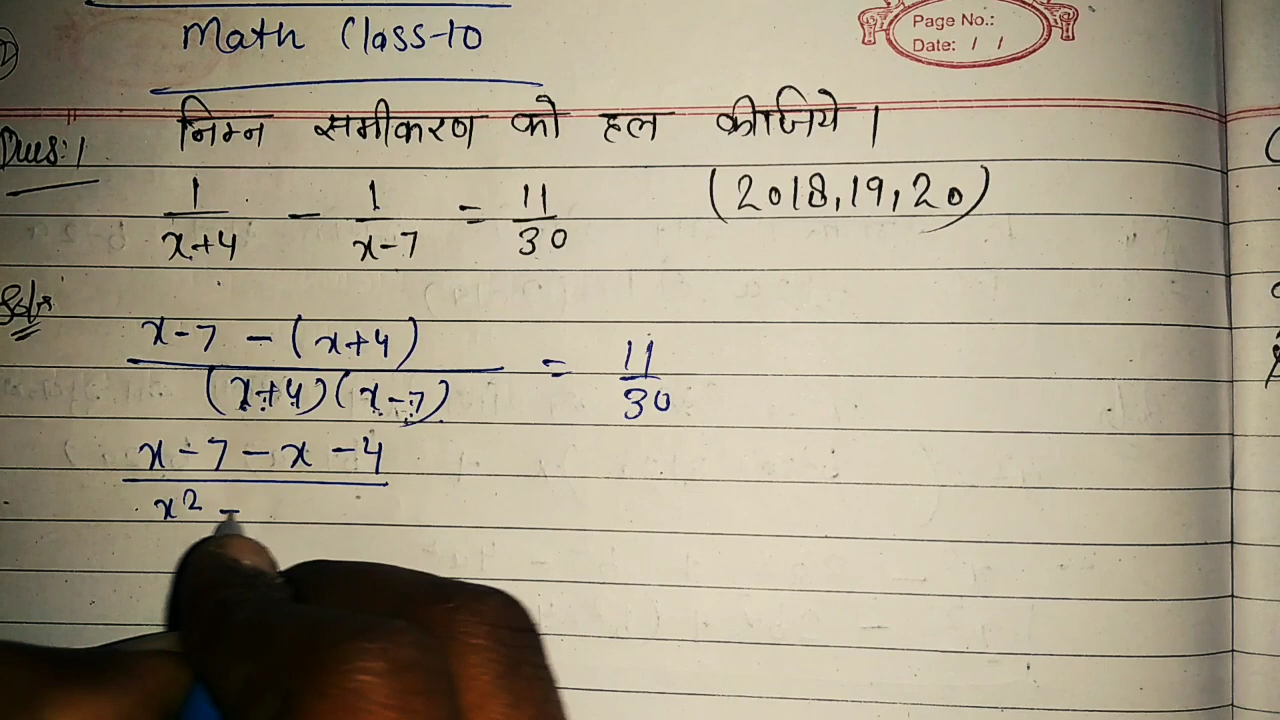 Math Class-10
Page No.:
Date: / /
Ques:1 निम्न समीकरण को हल कीजिये।
1/(x+4) - 1/(x-7) = 11/30 (2018,19,20)
Sol:
(x-7 - (x+4))/((x+4)(x-7)) = 11/30
x-7-x-4
x² -